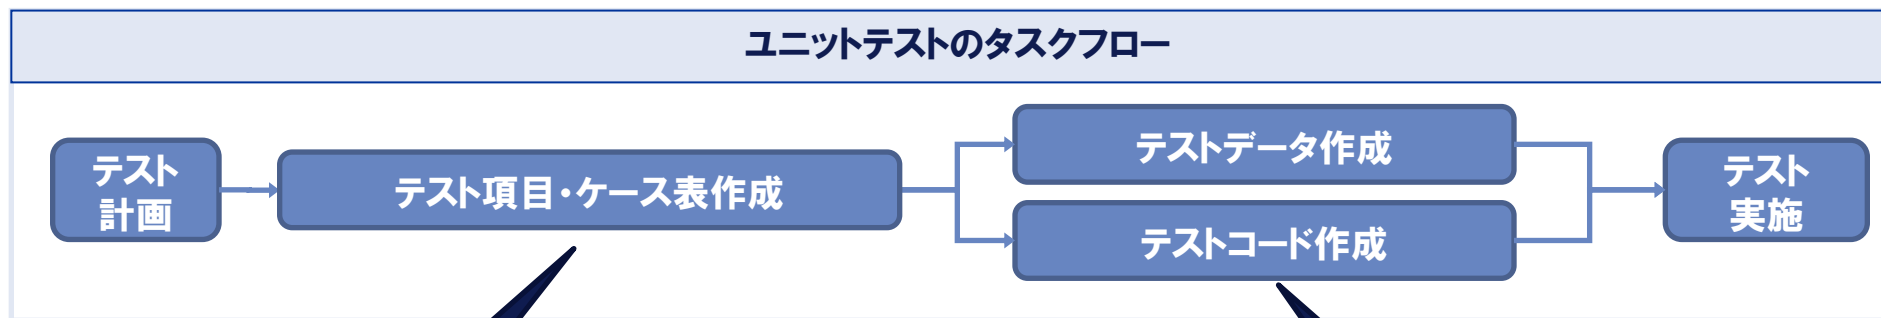 ユニットテストのタスクフロー
テスト
計画
テスト項目・ケース表作成
テストデータ作成
テストコード作成
テスト
実施